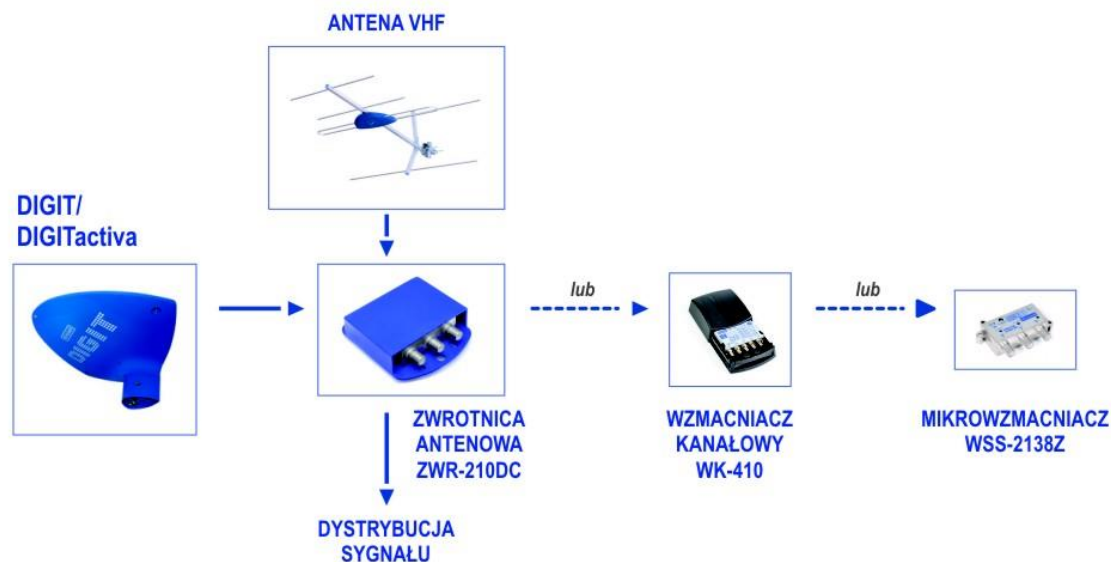 ANTENA VHF
DIGIT/
DIGITactiva
DIGIT
lub
lub
ZWROTNICA
ANTENOWA
ZWR-210DC
WZMACNIACZ
KANAŁOWY
WK-410
MIKROWZMACNIACZ
WSS-2138Z
DYSTRYBUCJA
SYGNAŁU